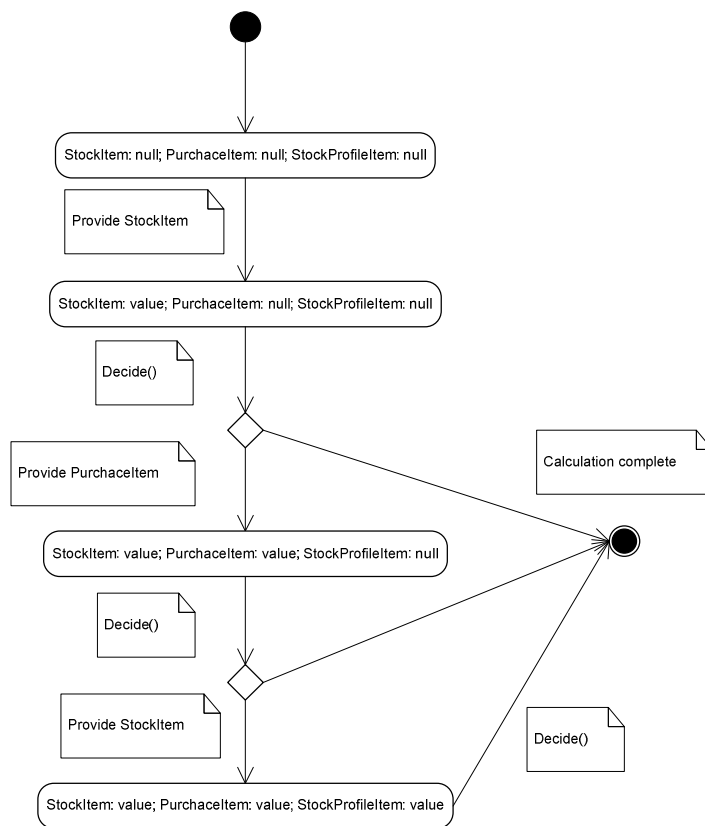 StockItem: null; PurchaceItem: null; StockProfileItem: null
Provide StockItem
StockItem: value; PurchaceItem: null; StockProfileItem: null
Decide()
Provide PurchaceItem
Calculation complete
StockItem: value; PurchaceItem: value; StockProfileItem: null
Decide()
Provide StockItem
Decide()
StockItem: value; PurchaceItem: value; StockProfileItem: value